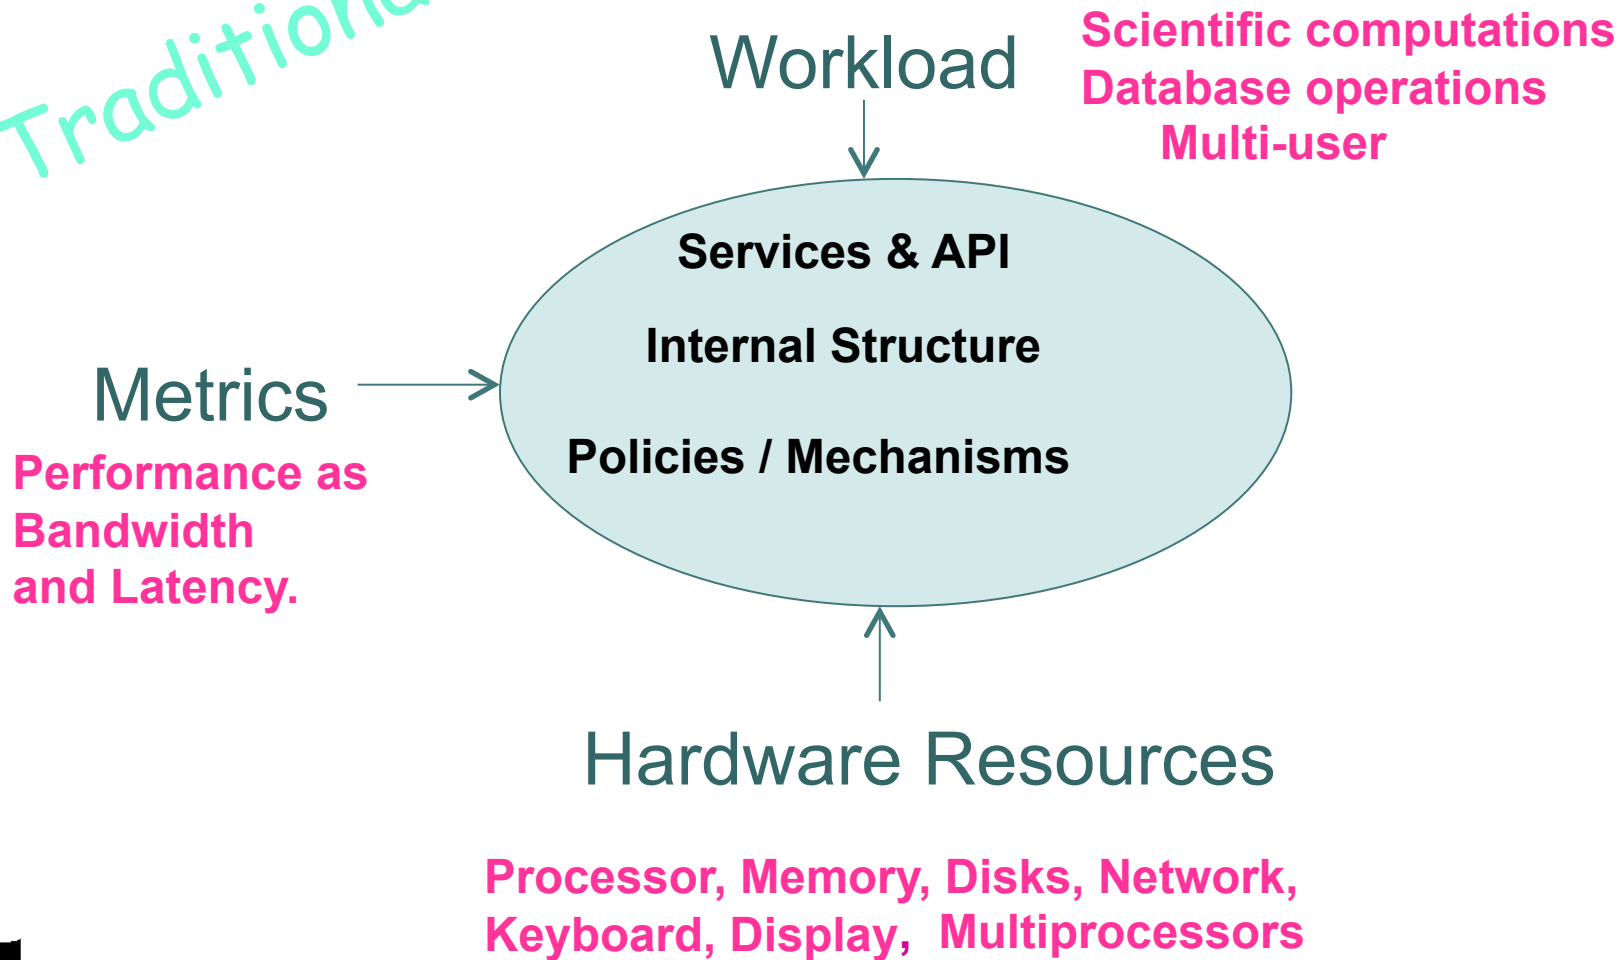 Workload
Scientific computations
Database operations
Multi-user
Services & API
Internal Structure
Policies / Mechanisms
Metrics
Performance as
Bandwidth
and Latency.
Hardware Resources
Processor, Memory, Disks, Network,
Keyboard, Display, Multiprocessors